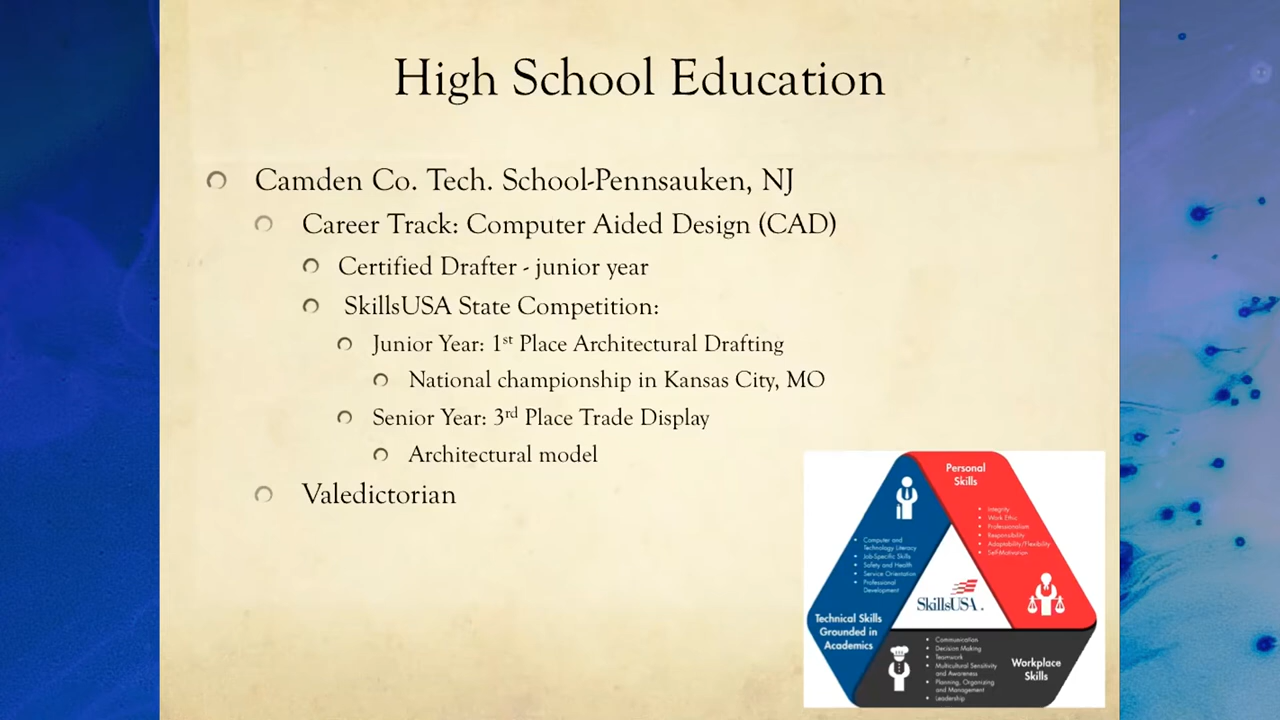 High School Education
Camden Co. Tech. School-Pennsauken, NJ
Career Track: Computer Aided Design (CAD)
Certified Drafter - junior year
SkillsUSA State Competition:
Junior Year: 1st Place Architectural Drafting
National championship in Kansas City, MO
Senior Year: 3rd Place Trade Display
Architectural model
Valedictorian
Personal
Skills
Integrity
Work Ethic
Professionalism
Responsibility
Adaptability/Flexibility
Self-Motivation
Computer and
Technology Literacy
Job-Specific Skills
Safety and Health
Service Orientation
Professional
Development
Technical Skills
Grounded in
Academics
SkillsUSA.
Communication
Decision Making
Teamwork
Multicultural Sensitivity
and Awareness
Planning, Organizing
and Management
Leadership
Workplace
Skills